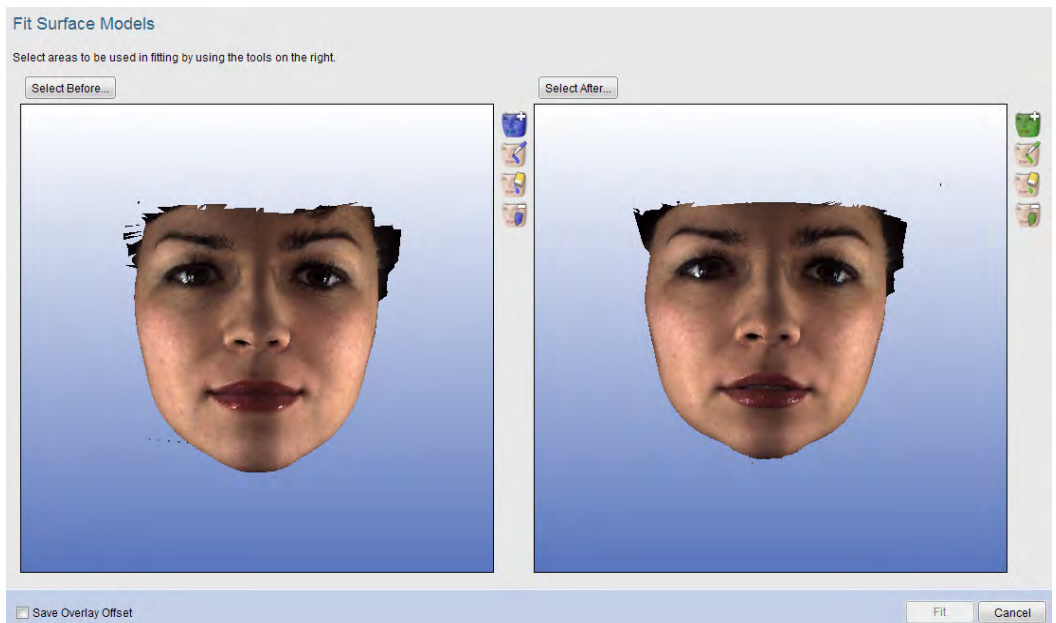 Fit Surface Models
Select areas to be used in fitting by using the tools on the right.
Select Before...
Select After...
Save Overlay Offset
Fit
Cancel